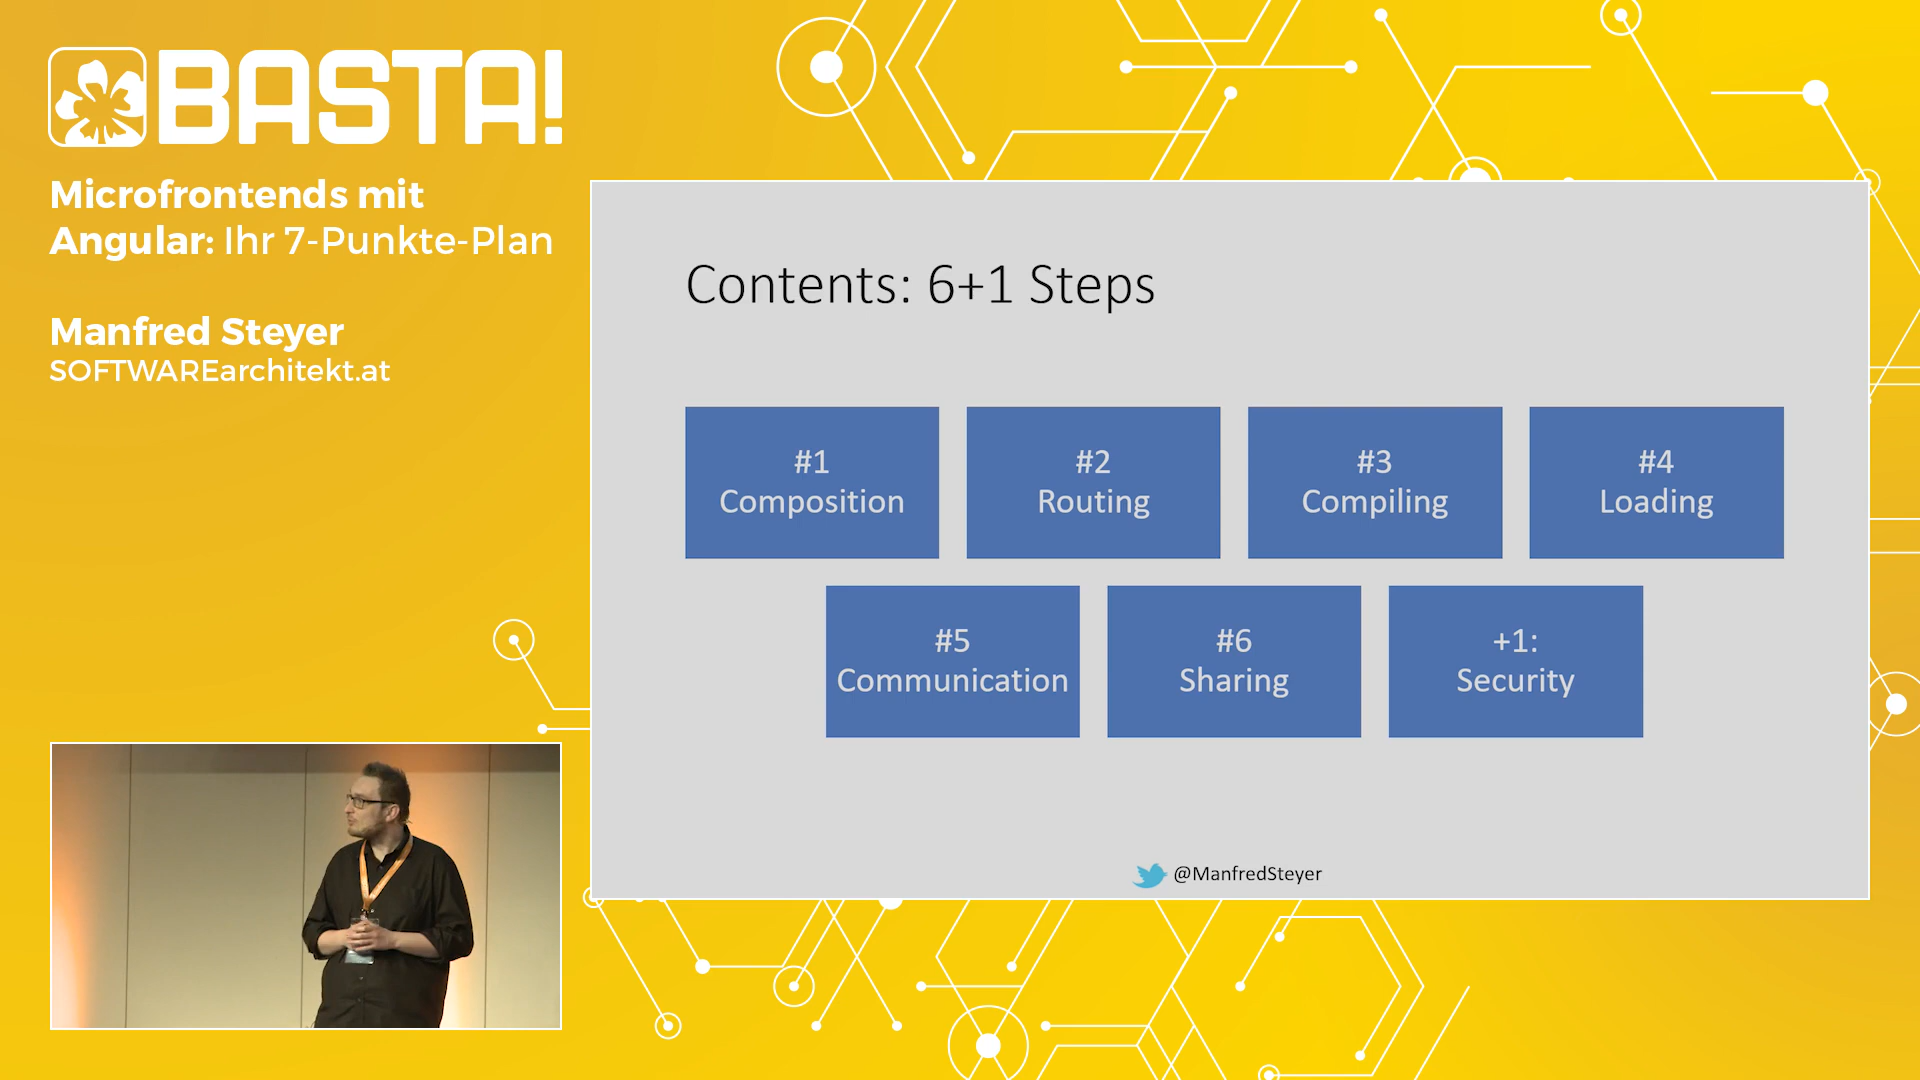 BASTA!
Microfrontends mit
Angular: Ihr 7-Punkte-Plan
Manfred Steyer
SOFTWAREarchitekt.at
Contents: 6+1 Steps
#1
Composition
#2
Routing
#3
Compiling
#4
Loading
#5
Communication
#6
Sharing
+1:
Security
@ManfredSteyer